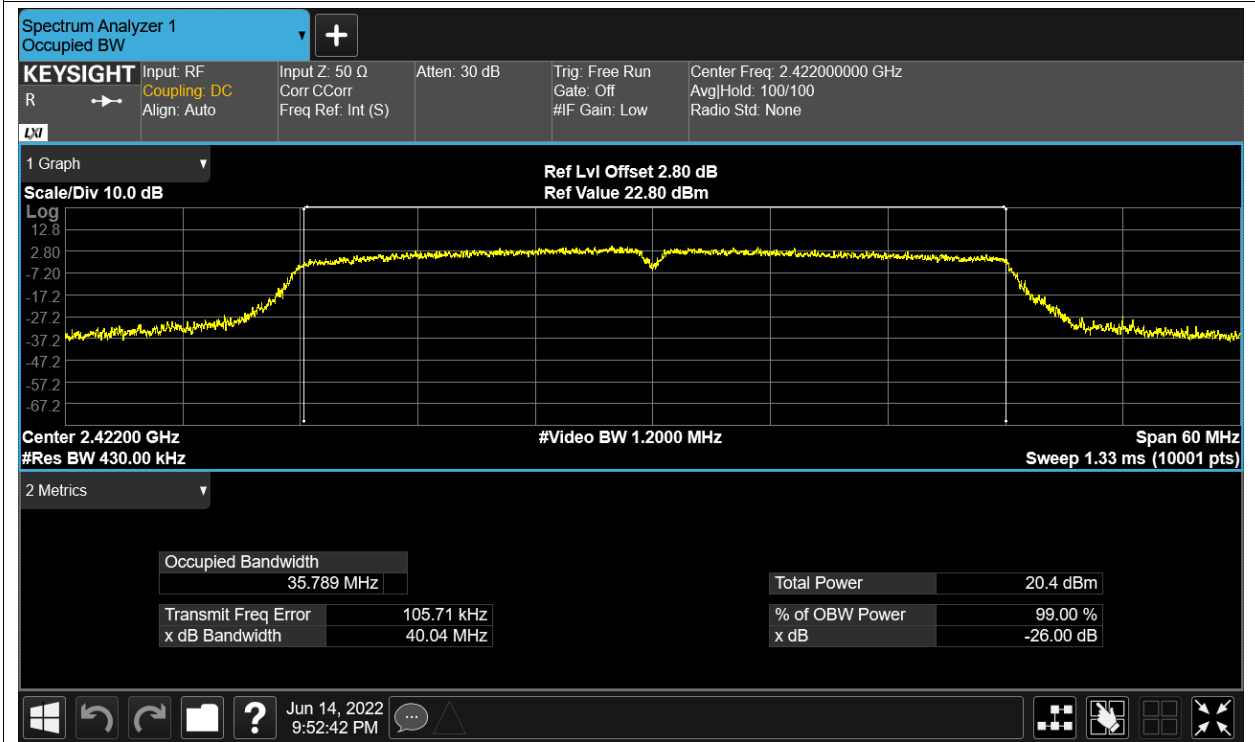 Spectrum Analyzer 1
Occupied BW
KEYSIGHT
R
LXI
Input: RF
Coupling: DC
Align: Auto
Input Z: 50 Ω
Corr CCorr
Freq Ref: Int (S)
Atten: 30 dB
Trig: Free Run
Gate: Off
#IF Gain: Low
Center Freq: 2.422000000 GHz
Avg|Hold: 100/100
Radio Std: None
1 Graph
Scale/Div 10.0 dB
Ref Lvl Offset 2.80 dB
Ref Value 22.80 dBm
Log
12.8
2.80
-7.20
-17.2
-27.2
-37.2
-47.2
-57.2
-67.2
Center 2.42200 GHz
#Video BW 1.2000 MHz
Span 60 MHz
#Res BW 430.00 kHz
Sweep 1.33 ms (10001 pts)
2 Metrics
Occupied Bandwidth
35.789 MHz
Transmit Freq Error 105.71 kHz
x dB Bandwidth 40.04 MHz
Total Power 20.4 dBm
% of OBW Power 99.00 %
x dB -26.00 dB
?
Jun 14, 2022
9:52:42 PM